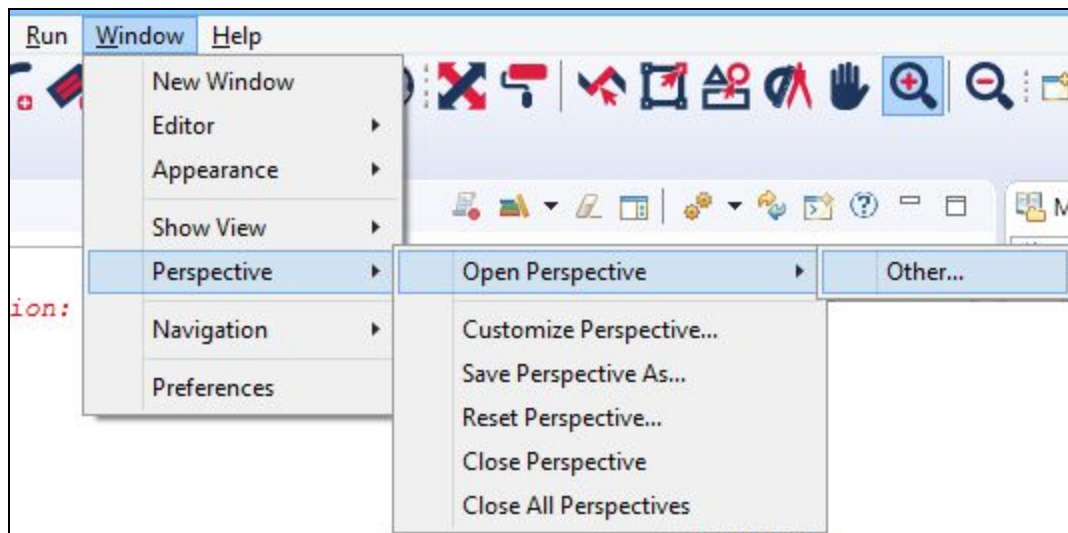 Run Window Help
New Window
Editor
Appearance
Show View
Perspective
Open Perspective
Other...
ion:
Navigation
Customize Perspective...
Preferences
Save Perspective As...
Reset Perspective...
Close Perspective
Close All Perspectives
M